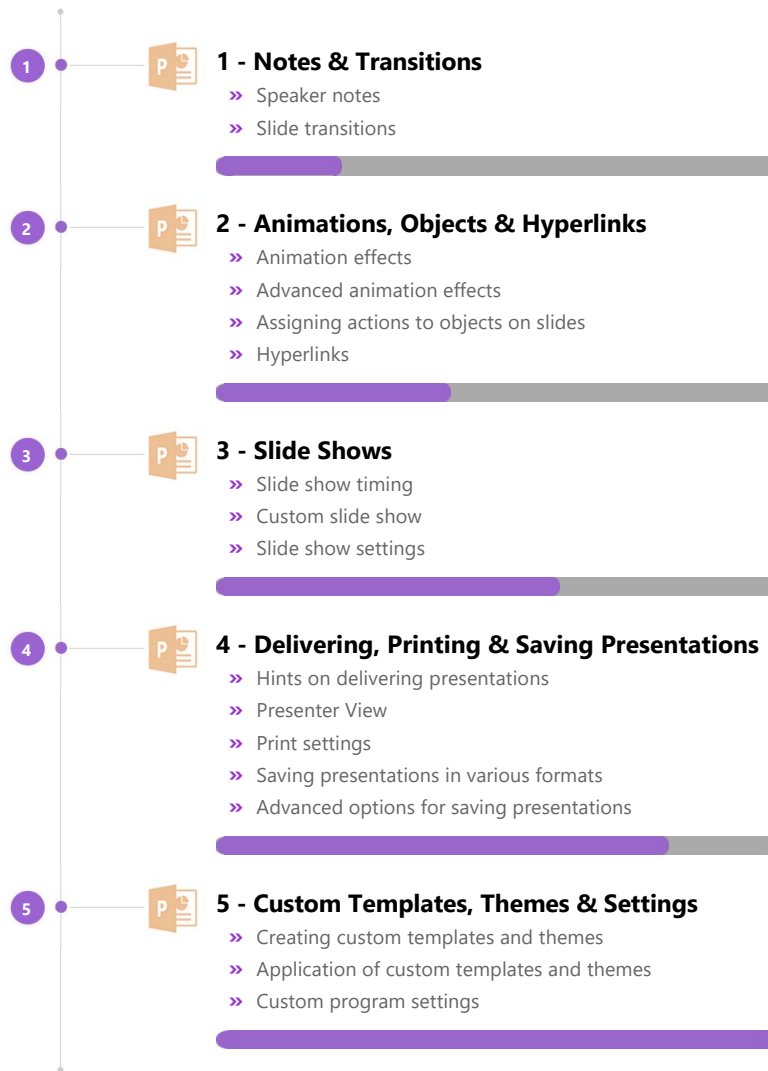 1
P
1 - Notes & Transitions
» Speaker notes
» Slide transitions
2
P
2 - Animations, Objects & Hyperlinks
» Animation effects
» Advanced animation effects
» Assigning actions to objects on slides
» Hyperlinks
3
P
3 - Slide Shows
» Slide show timing
» Custom slide show
» Slide show settings
4
P
4 - Delivering, Printing & Saving Presentations
» Hints on delivering presentations
» Presenter View
» Print settings
» Saving presentations in various formats
» Advanced options for saving presentations
5
P
5 - Custom Templates, Themes & Settings
» Creating custom templates and themes
» Application of custom templates and themes
» Custom program settings